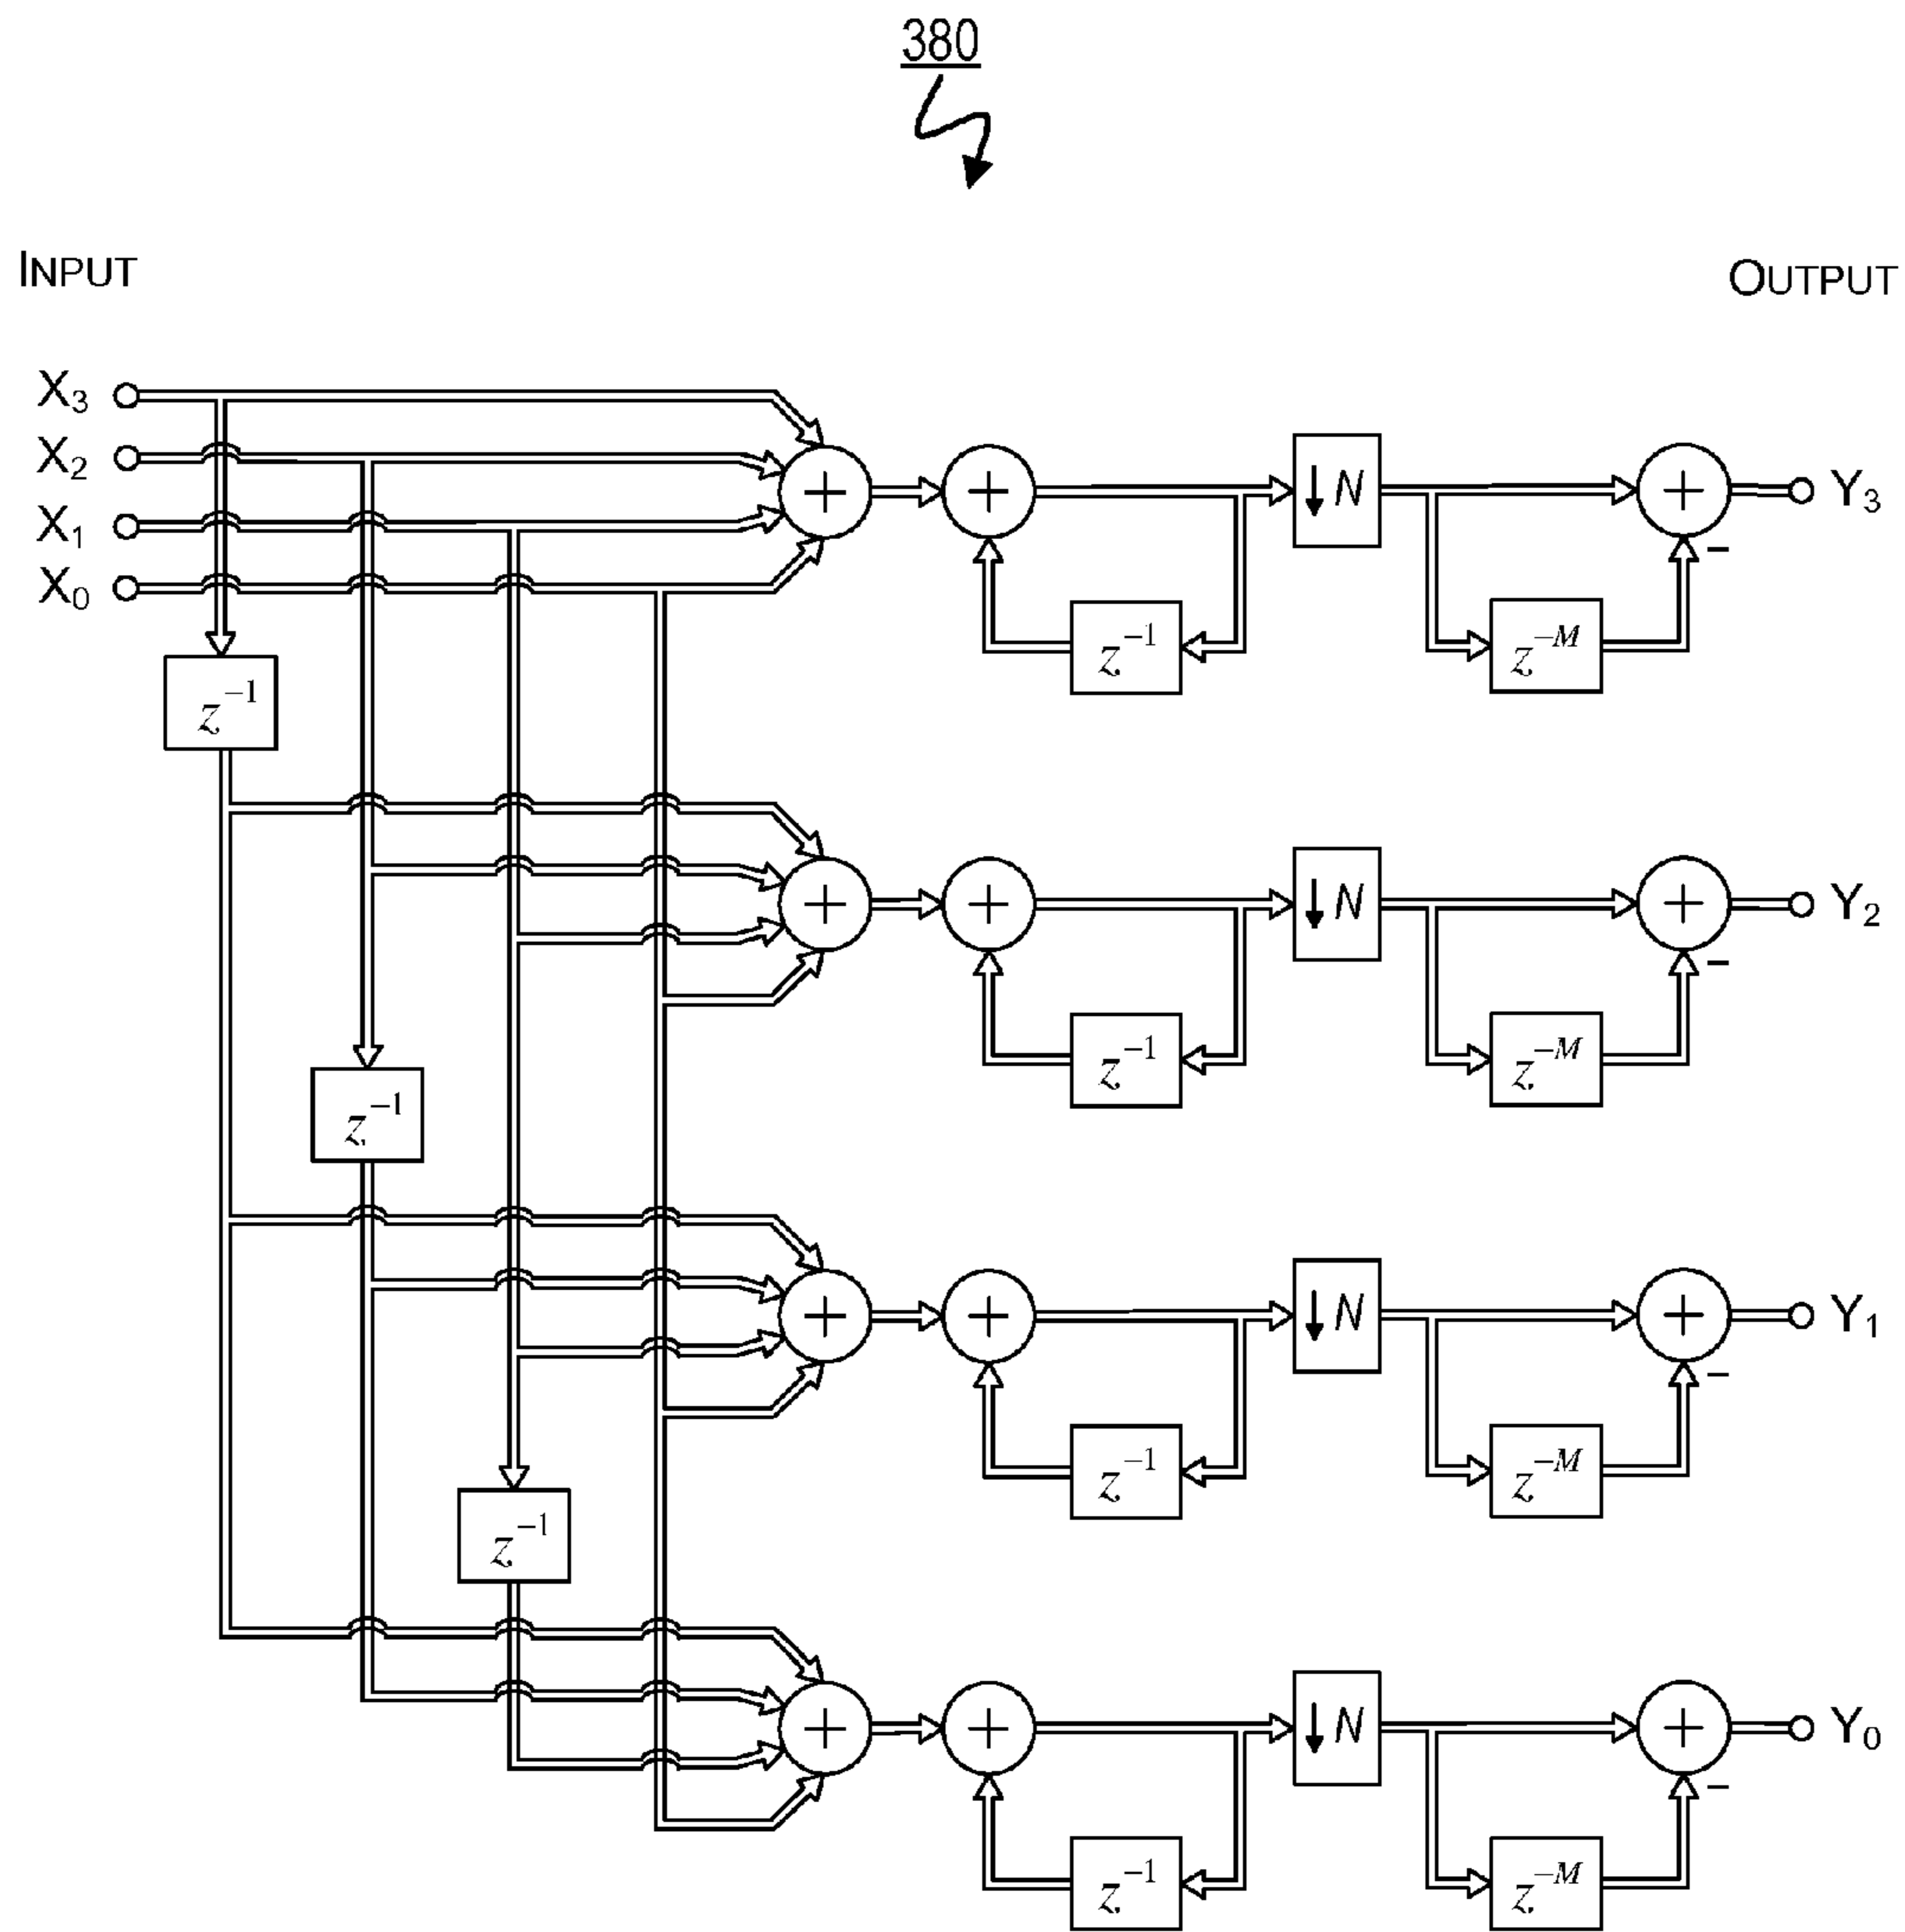 380
INPUT OUTPUT
X₃
X₂
X₁
X₀
+ + ↓ N + Y₃
−
z⁻¹ z⁻ᴹ
z⁻¹
+ + ↓ N + Y₂
−
z⁻¹ z⁻ᴹ
z⁻¹
+ + ↓ N + Y₁
−
z⁻¹ z⁻ᴹ
z⁻¹
+ + ↓ N + Y₀
−
z⁻¹ z⁻ᴹ